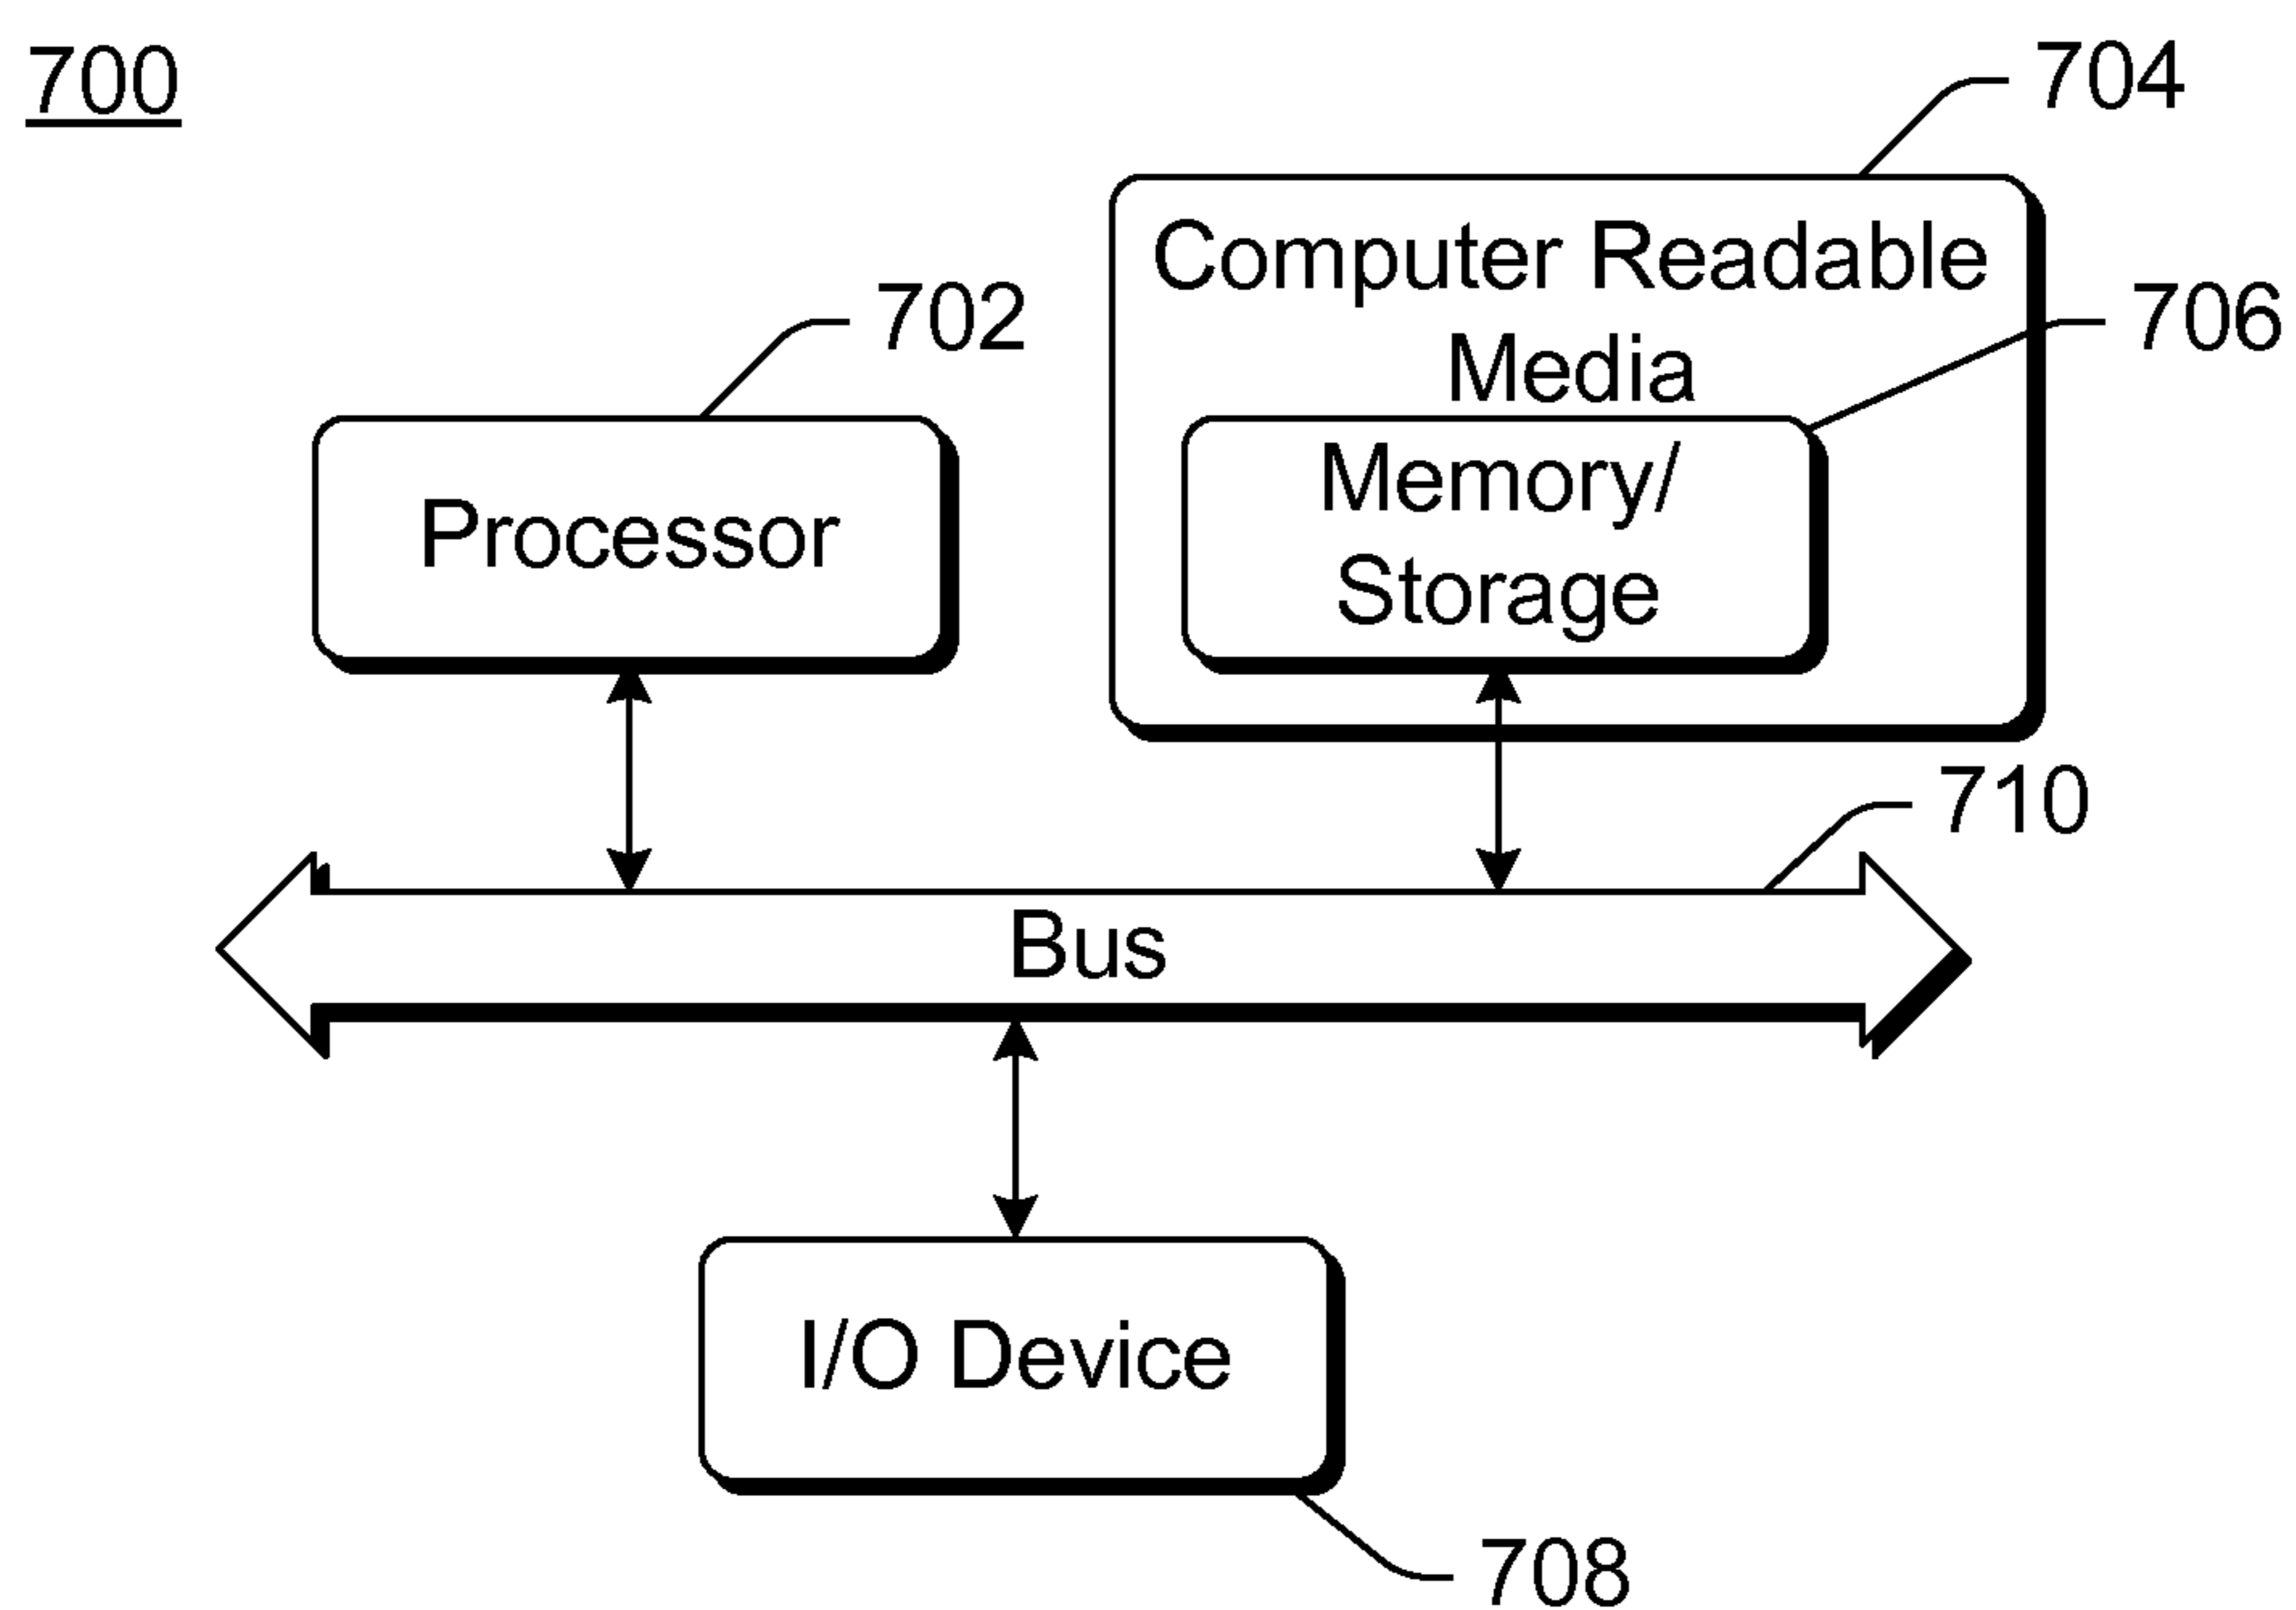 700
704
Computer Readable
Media
702
706
Processor
Memory/
Storage
710
Bus
I/O Device
708